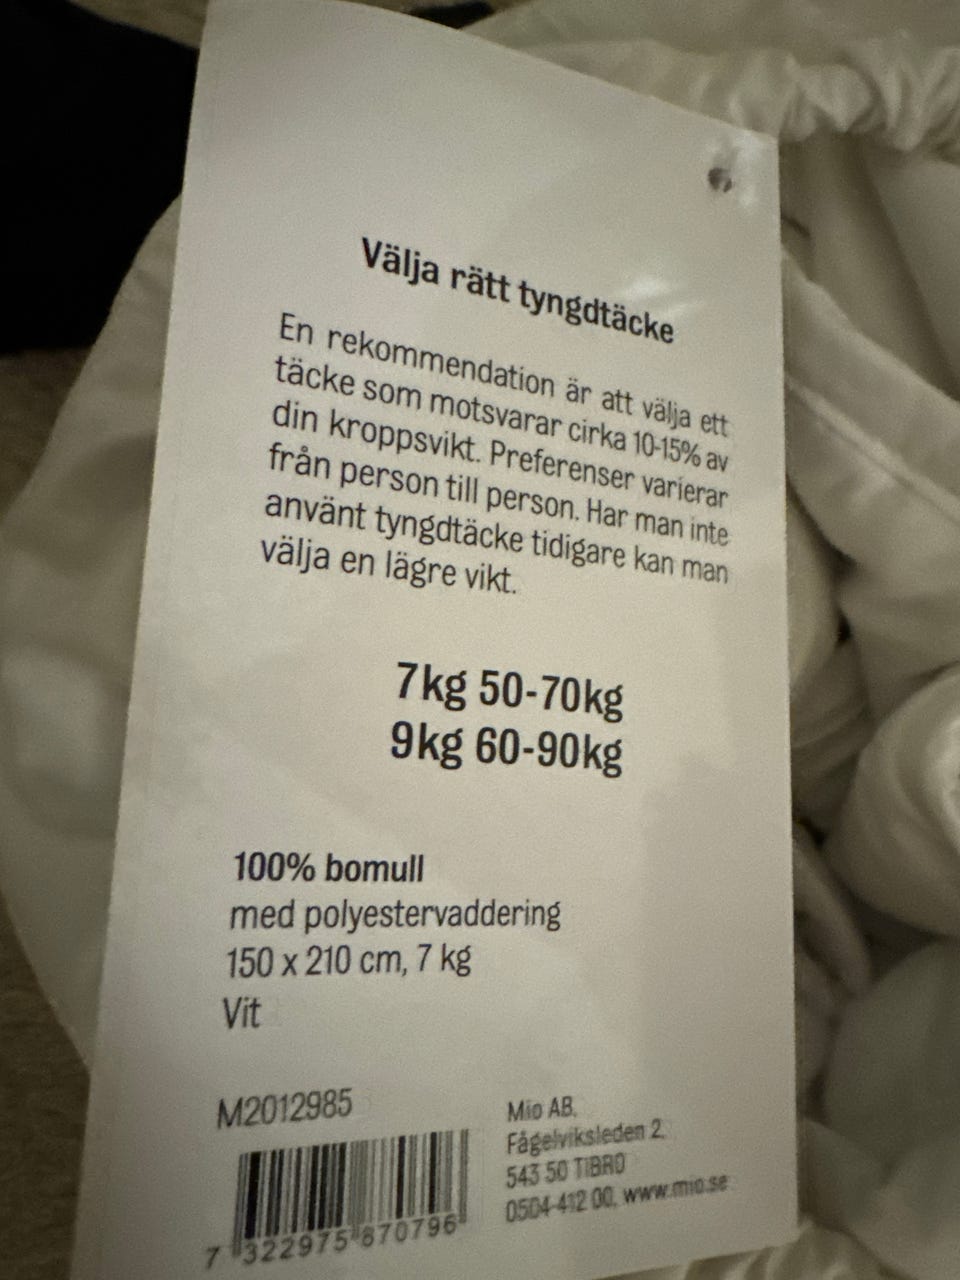 Välja rätt tyngdtäcke
En rekommendation är att välja ett
täcke som motsvarar cirka 10-15% av
din kroppsvikt. Preferenser varierar
från person till person. Har man inte
använt tyngdtäcke tidigare kan man
välja en lägre vikt.
7kg 50-70kg
9kg 60-90kg
100% bomull
med polyestervaddering
150 x 210 cm, 7 kg
Vit
M2012985
7 322975 870796
Mio AB,
Fågelviksleden 2,
543 50 TIBRO
0504-412 00, www.mio.se